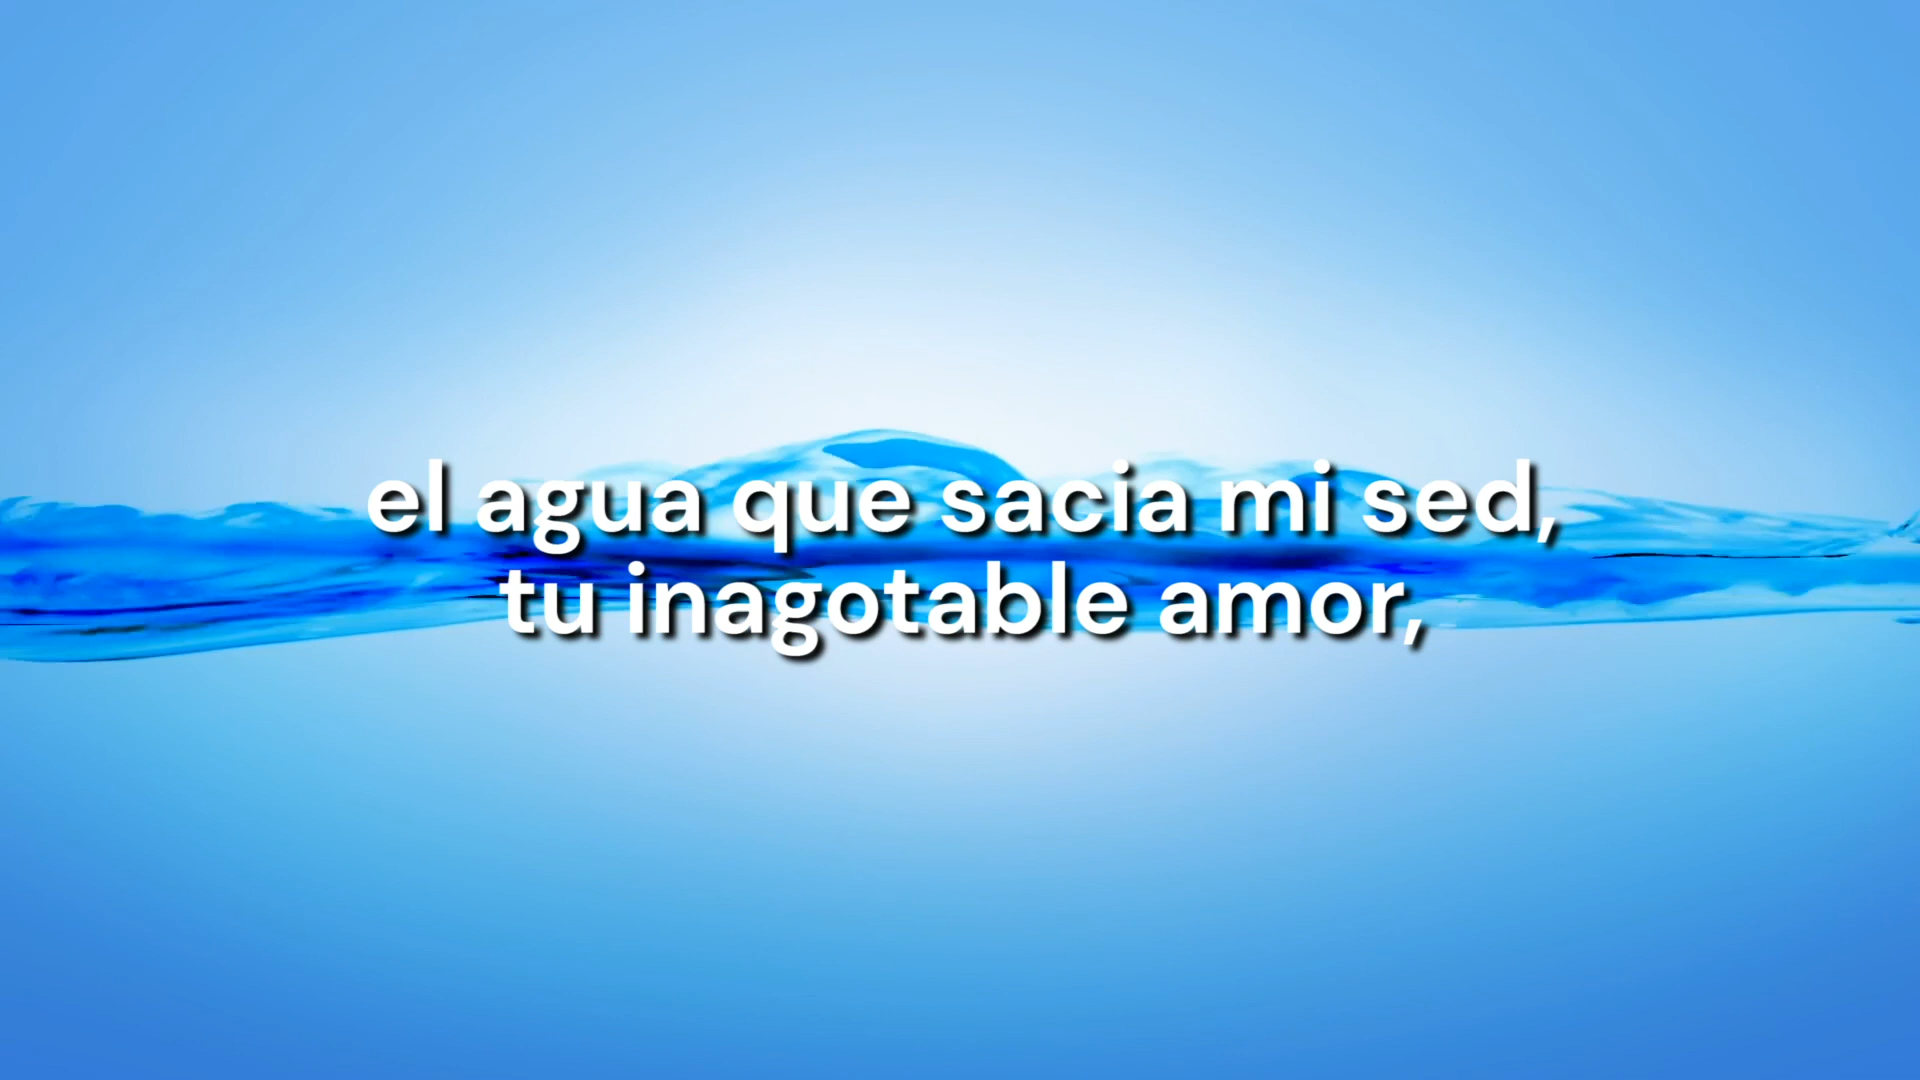 el agua que sacia mi sed,
tu inagotable amor,